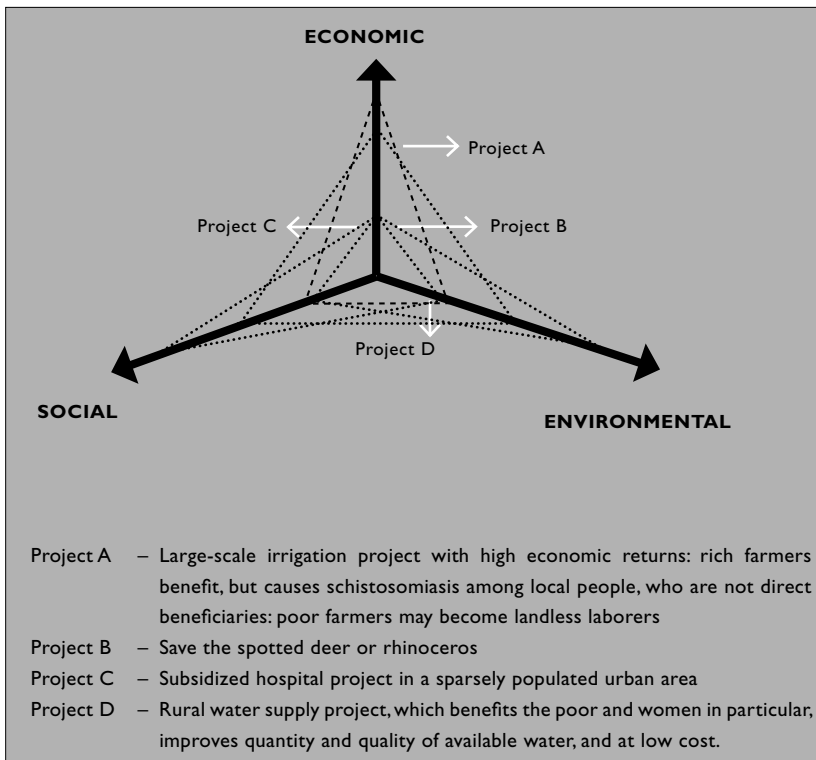 ECONOMIC
Project A
Project C
Project B
Project D
SOCIAL
ENVIRONMENTAL
Project A – Large-scale irrigation project with high economic returns: rich farmers
benefit, but causes schistosomiasis among local people, who are not direct
beneficiaries: poor farmers may become landless laborers
Project B – Save the spotted deer or rhinoceros
Project C – Subsidized hospital project in a sparsely populated urban area
Project D – Rural water supply project, which benefits the poor and women in particular,
improves quantity and quality of available water, and at low cost.